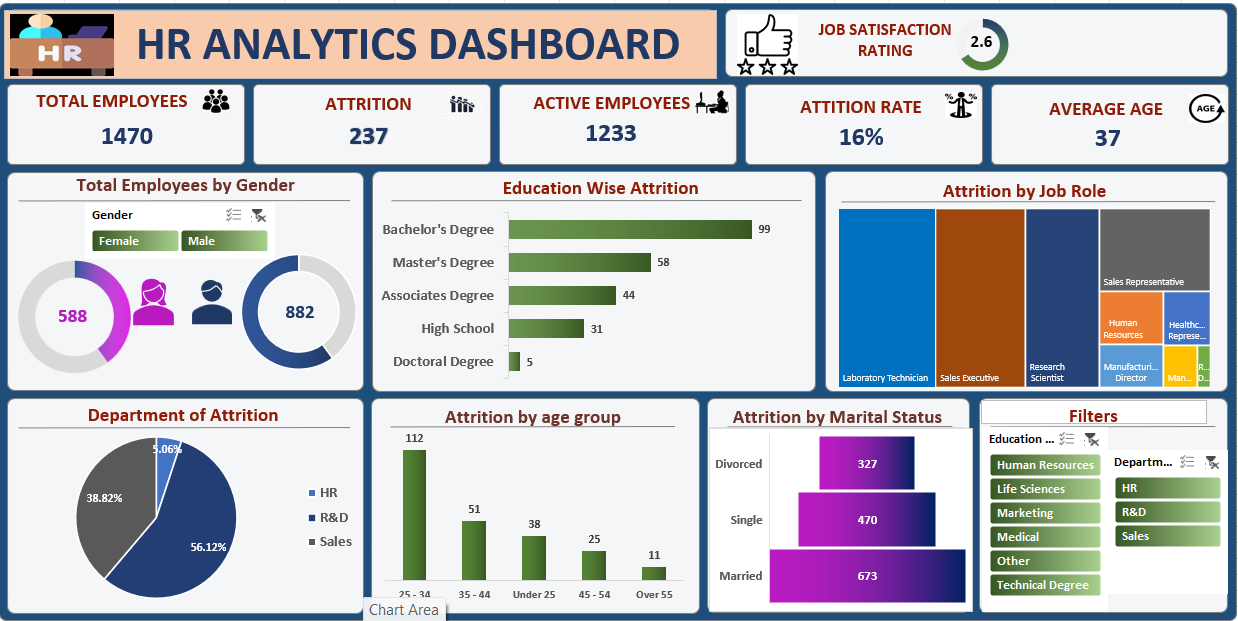 HR
HR ANALYTICS DASHBOARD
JOB SATISFACTION
RATING
2.6
TOTAL EMPLOYEES
1470
ATTRITION
237
ACTIVE EMPLOYEES
1233
ATTITION RATE
16%
% %
AVERAGE AGE
37
AGE
Total Employees by Gender
Gender
Female Male
588
882
Education Wise Attrition
Bachelor's Degree 99
Master's Degree 58
Associates Degree 44
High School 31
Doctoral Degree 5
Attrition by Job Role
Laboratory Technician
Sales Executive
Research
Scientist
Sales Representative
Human
Resources
Healthc...
Represe...
Manufacturi...
Director
Man...
R...
D...
Department of Attrition
5.06%
38.82%
56.12%
HR
R&D
Sales
Attrition by age group
112
51
38
25
11
25 - 34 35 - 44 Under 25 45 - 54 Over 55
Chart Area
Attrition by Marital Status
Divorced 327
Single 470
Married 673
Filters
Education ...
Human Resources
Life Sciences
Marketing
Medical
Other
Technical Degree
Departm...
HR
R&D
Sales